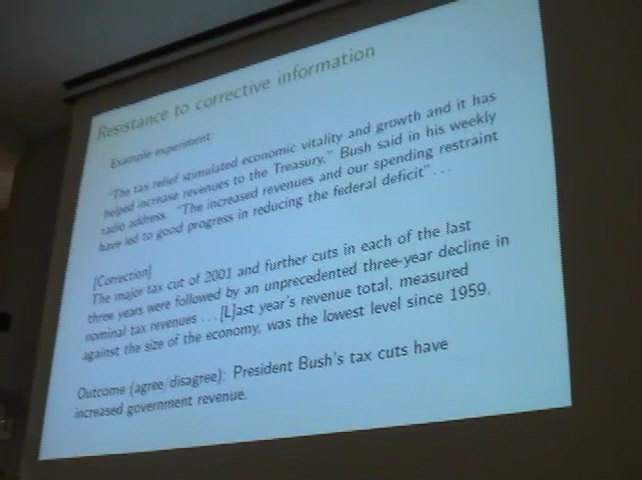 Resistance to corrective information
Example experiment:
"The tax relief stimulated economic vitality and growth and it has
helped increase revenues to the Treasury," Bush said in his weekly
radio address. "The increased revenues and our spending restraint
have led to good progress in reducing the federal deficit" . . .
[Correction]
The major tax cut of 2001 and further cuts in each of the last
three years were followed by an unprecedented three-year decline in
nominal tax revenues . . . [L]ast year's revenue total, measured
against the size of the economy, was the lowest level since 1959.
Outcome (agree/disagree): President Bush's tax cuts have
increased government revenue.